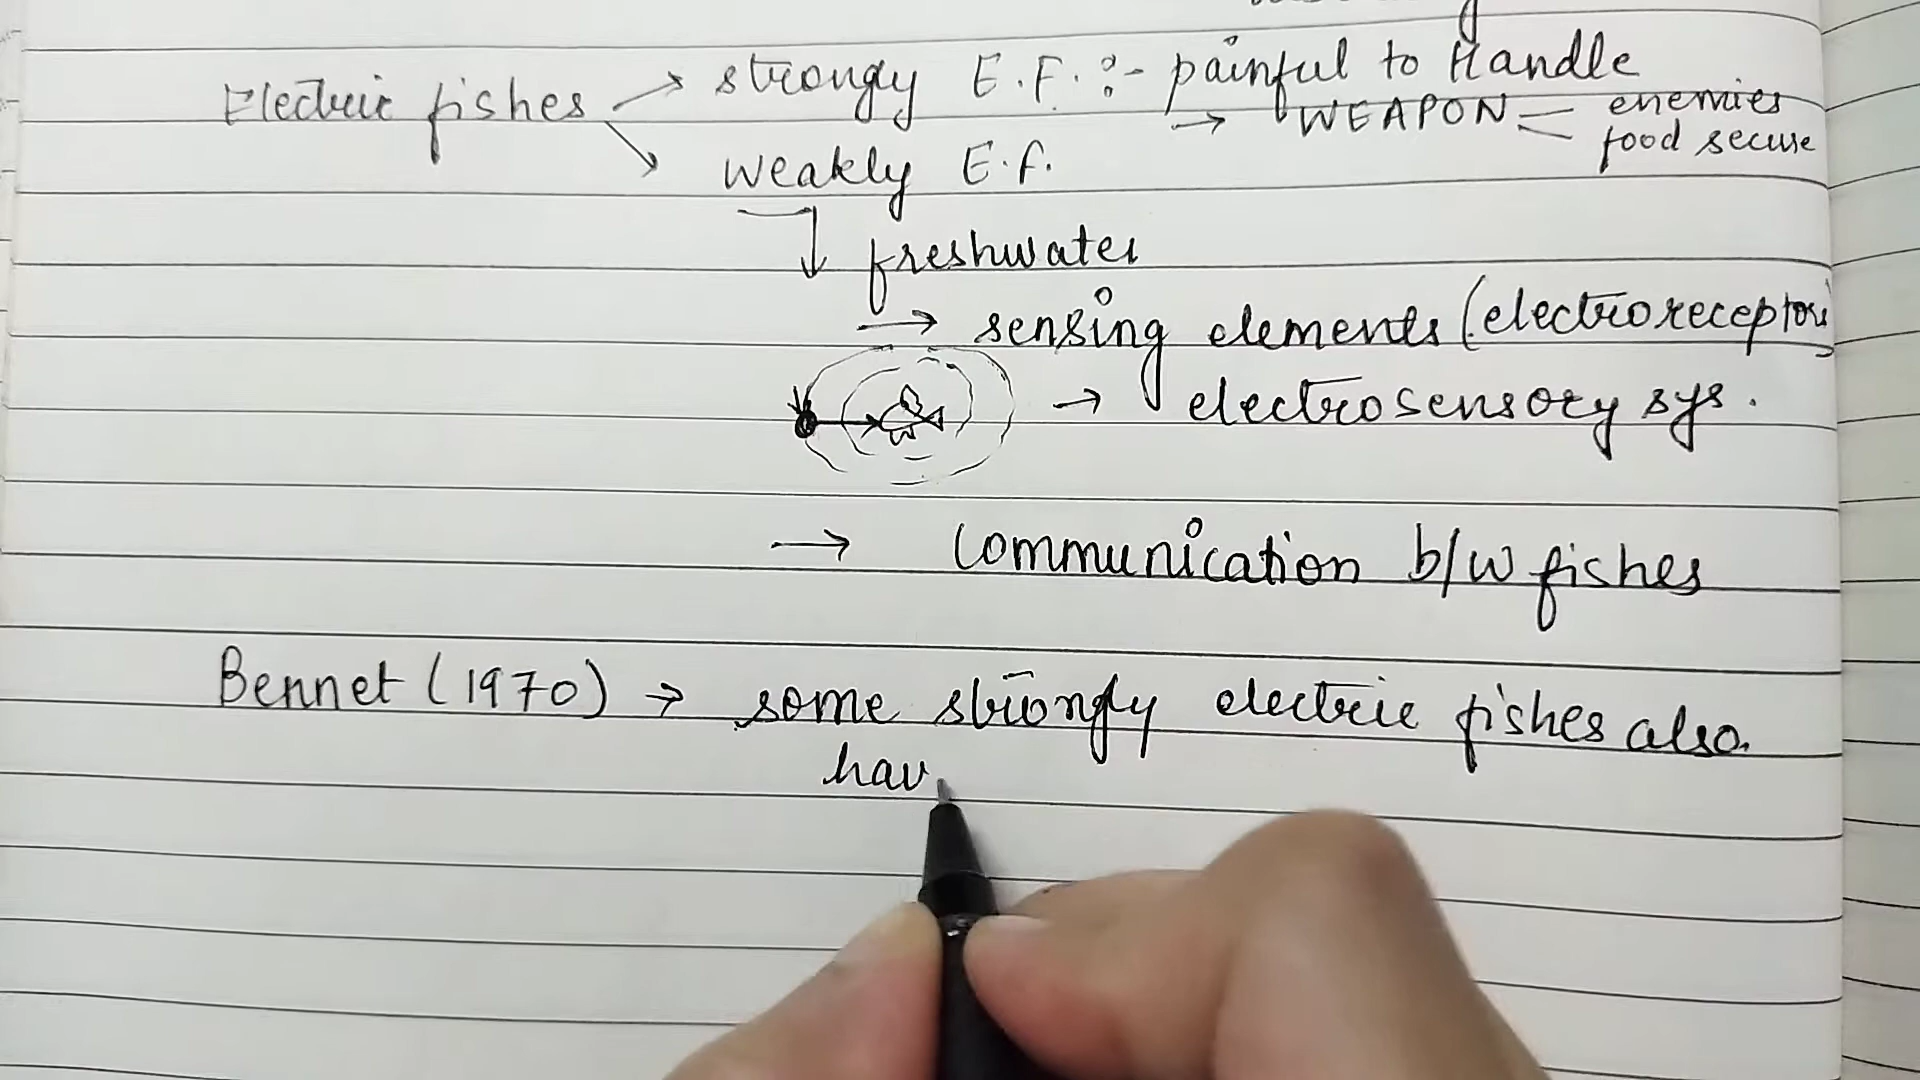 Electric fishes → strongly E.F. :- painful to Handle
→ WEAPON enemies
food secure
weakly E.F.
freshwater
→ sensing elements (electroreceptors)
→ electrosensory sys.
→ Communication b/w fishes
Bennet (1970) → some strongly electric fishes also
hav